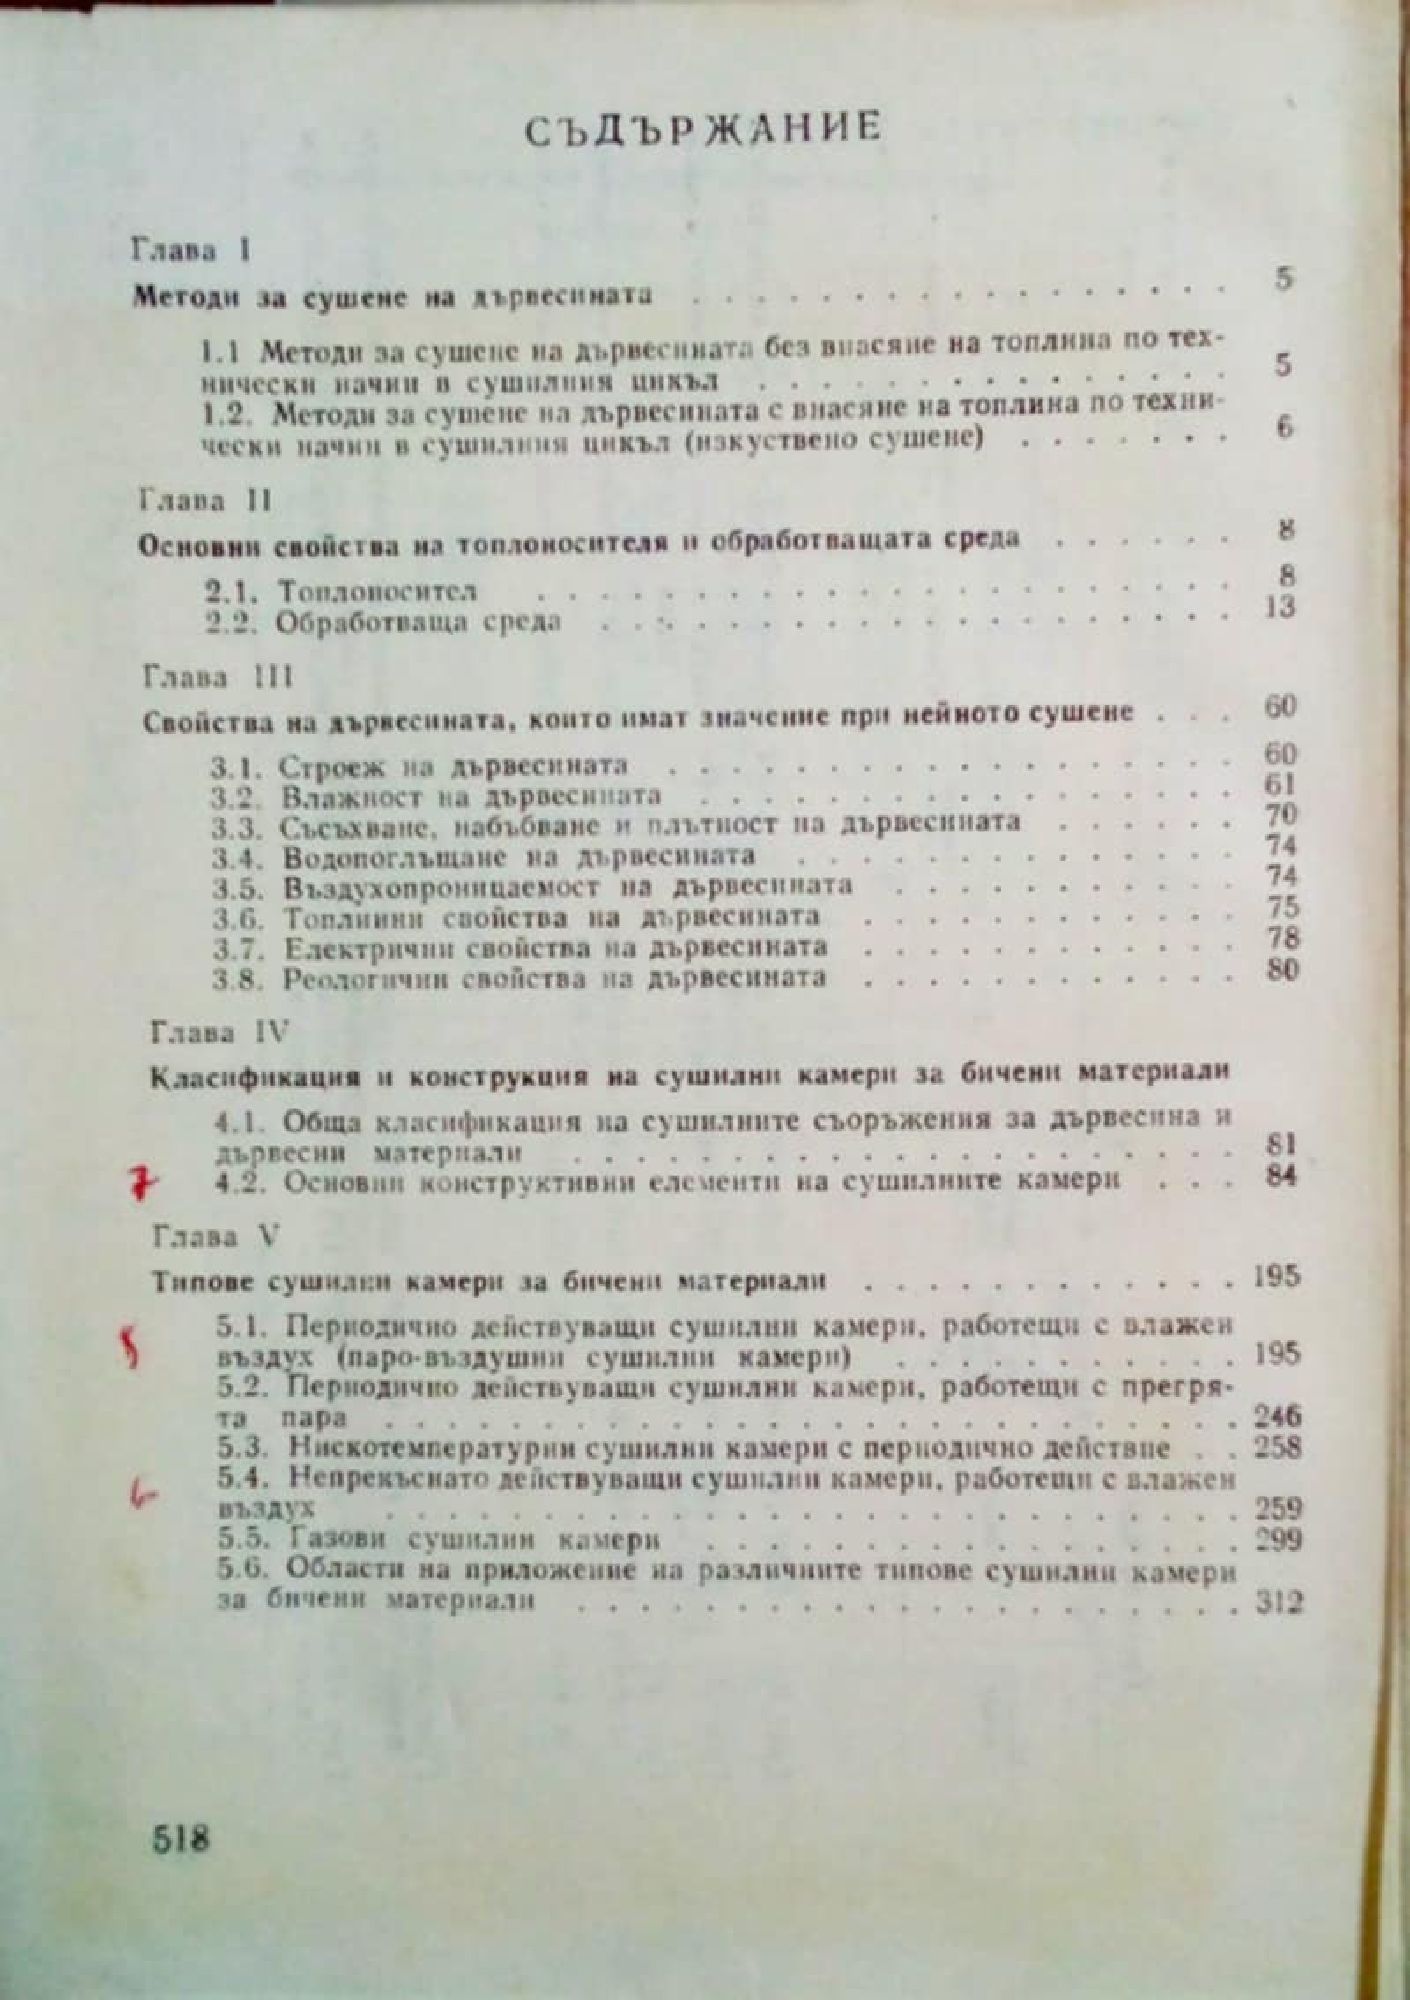 СЪДЪРЖАНИЕ
Глава I
Методи за сушене на дървесината . . . . . . . . . . . . . . . . . 5
1.1 Методи за сушене на дървесината без внасяне на топлина по тех-
нически начин в сушилния цикъл . . . . . . . . . . . . . . . 5
1.2. Методи за сушене на дървесината с внасяне на топлина по техни-
чески начин в сушилния цикъл (изкуствено сушене) . . . . . . . 6
Глава II
Основни свойства на топлоносителя и обработващата среда . . . . . . 8
2.1. Топлоносител . . . . . . . . . . . . . . . . . . . . . . 8
2.2. Обработваща среда . . . . . . . . . . . . . . . . . . . . 13
Глава III
Свойства на дървесината, които имат значение при нейното сушене . . . 60
3.1. Строеж на дървесината . . . . . . . . . . . . . . . . . . 60
3.2. Влажност на дървесината . . . . . . . . . . . . . . . . . 61
3.3. Съсъхване, набъбване и плътност на дървесината . . . . . . 70
3.4. Водопоглъщане на дървесината . . . . . . . . . . . . . . 74
3.5. Въздухопроницаемост на дървесината . . . . . . . . . . . 74
3.6. Топлинни свойства на дървесината . . . . . . . . . . . . 75
3.7. Електрични свойства на дървесината . . . . . . . . . . . . 78
3.8. Реологични свойства на дървесината . . . . . . . . . . . . 80
Глава IV
Класификация и конструкция на сушилни камери за бичени материали
4.1. Обща класификация на сушилните съоръжения за дървесина и
дървесни материали . . . . . . . . . . . . . . . . . . . . . 81
7 4.2. Основни конструктивни елементи на сушилните камери . . . 84
Глава V
Типове сушилни камери за бичени материали . . . . . . . . . . . . 195
5 5.1. Периодично действуващи сушилни камери, работещи с влажен
въздух (паро-въздушни сушилни камери) . . . . . . . . . . . 195
5.2. Периодично действуващи сушилни камери, работещи с прегря-
та пара . . . . . . . . . . . . . . . . . . . . . . . . . . . 246
5.3. Нискотемпературни сушилни камери с периодично действие . . 258
6 5.4. Непрекъснато действуващи сушилни камери, работещи с влажен
въздух . . . . . . . . . . . . . . . . . . . . . . . . . . . 259
5.5. Газови сушилни камери . . . . . . . . . . . . . . . . . 299
5.6. Области на приложение на различните типове сушилни камери
за бичени материали . . . . . . . . . . . . . . . . . . . . . 312
518